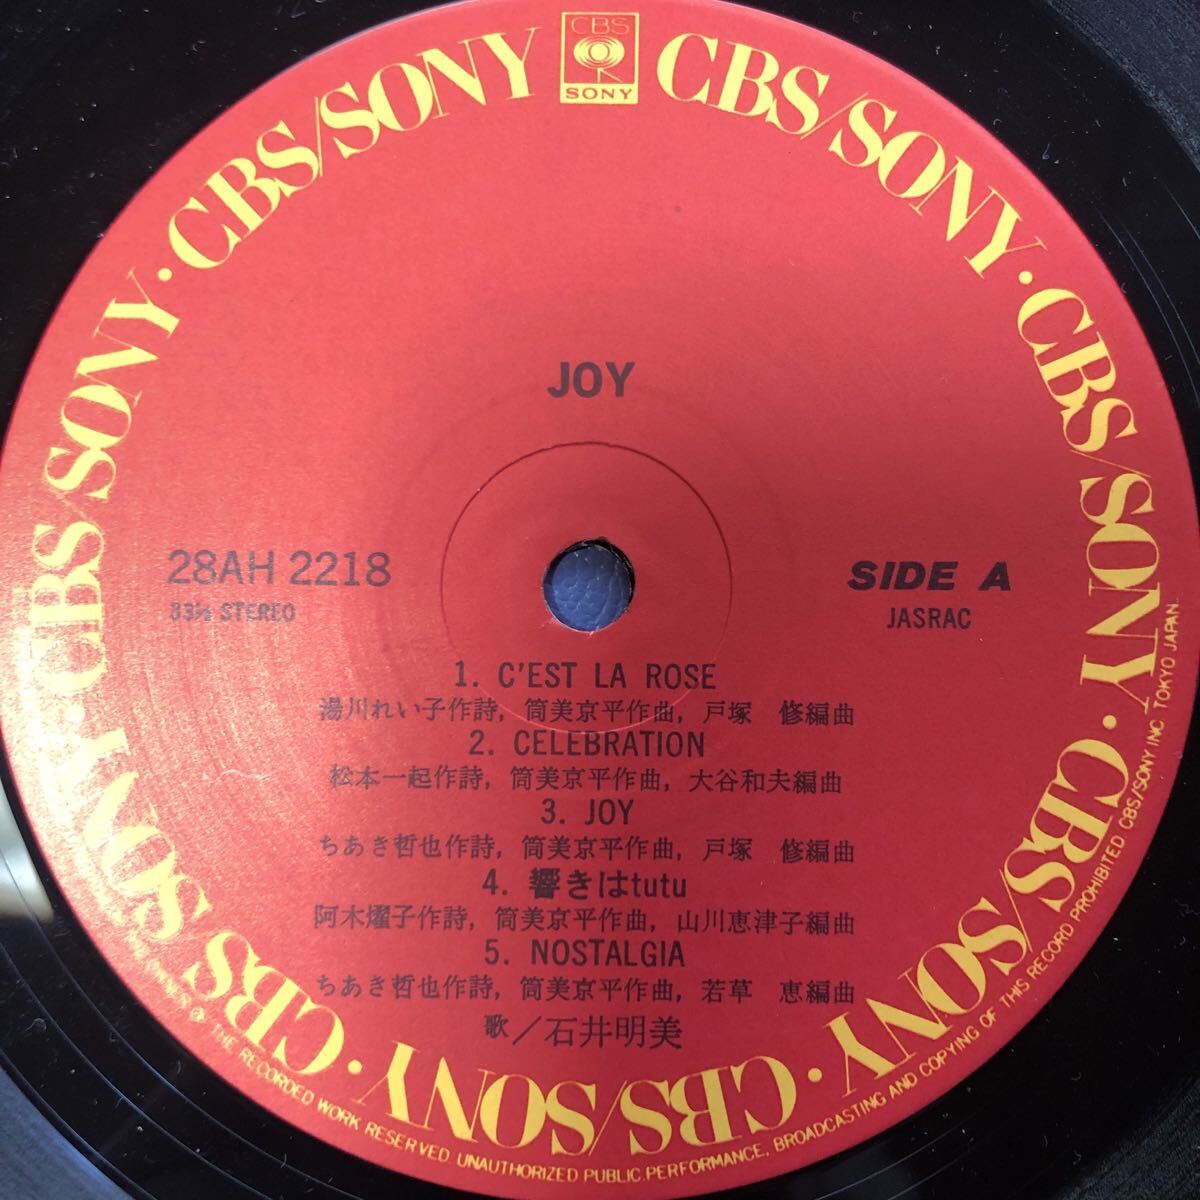 CBS
SONY
CBS/SONY · CBS/SONY · CBS/SONY · CBS/SONY · CBS/SONY · CBS/SONY · CBS/SONY · CBS/SONY
JOY
28AH 2218
33⅓ STEREO
SIDE A
JASRAC
1. C'EST LA ROSE
湯川れい子作詩, 筒美京平作曲, 戸塚 修編曲
2. CELEBRATION
松本一起作詩, 筒美京平作曲, 大谷和夫編曲
3. JOY
ちあき哲也作詩, 筒美京平作曲, 戸塚 修編曲
4. 響きはtutu
阿木燿子作詩, 筒美京平作曲, 山川恵津子編曲
5. NOSTALGIA
ちあき哲也作詩, 筒美京平作曲, 若草 恵編曲
歌/石井明美
THE RECORDED WORK RESERVED UNAUTHORIZED PUBLIC PERFORMANCE, BROADCASTING AND COPYING OF THIS RECORD PROHIBITED CBS/SONY INC. TOKYO JAPAN